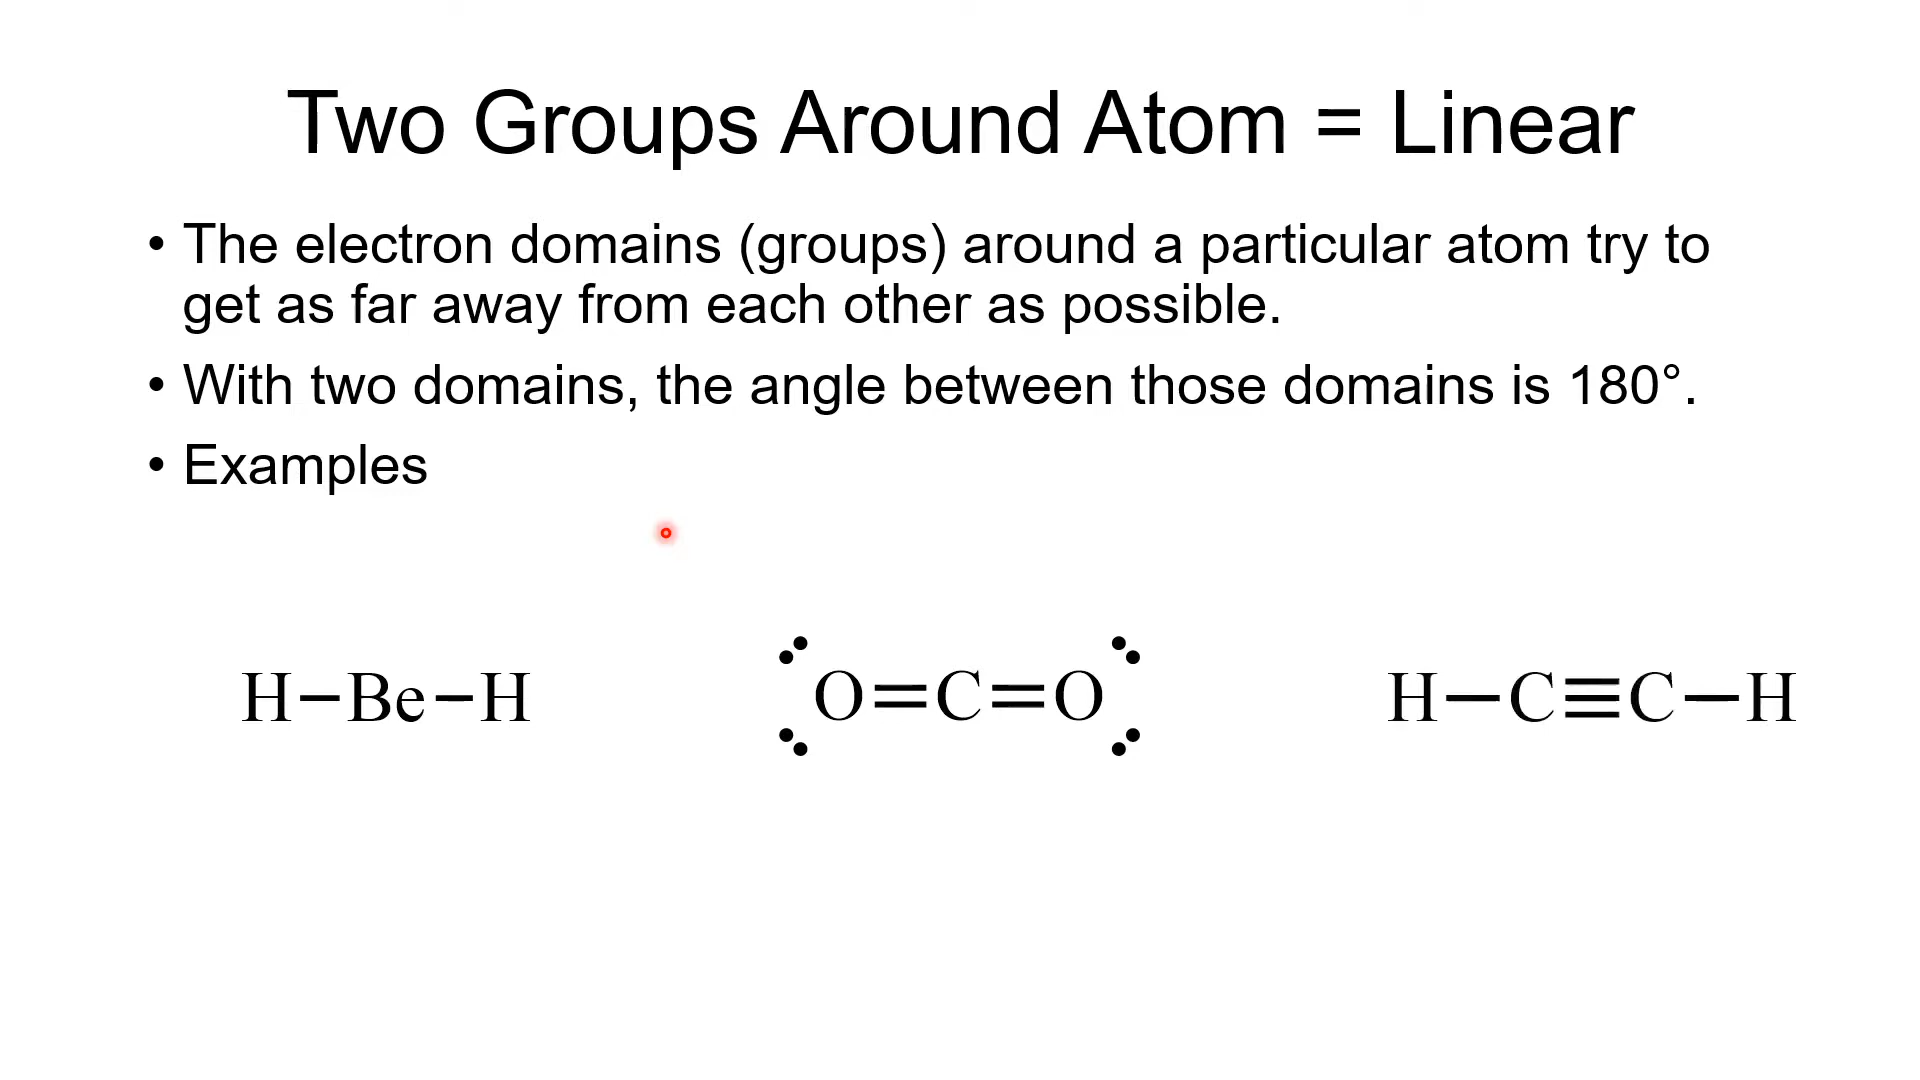 Two Groups Around Atom = Linear
• The electron domains (groups) around a particular atom try to
get as far away from each other as possible.
• With two domains, the angle between those domains is 180°.
• Examples
H–Be–H
O=C=O
H–C≡C–H